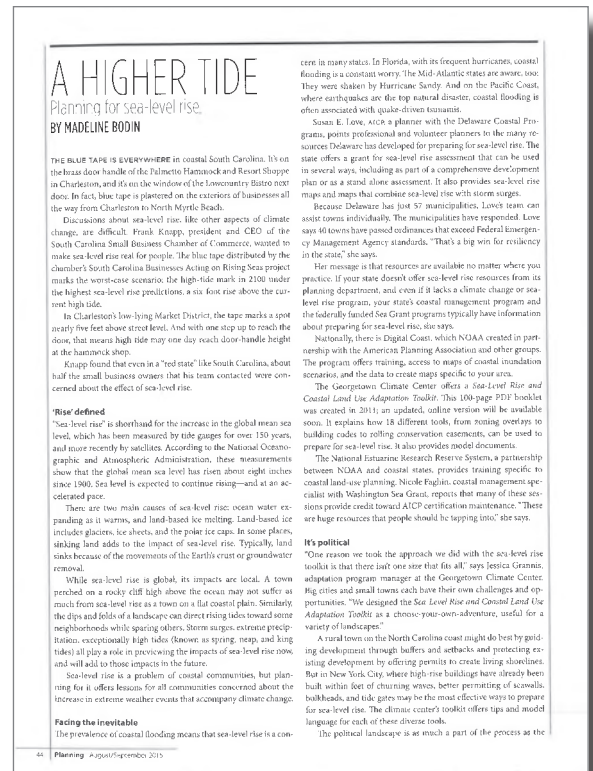 A HIGHER TIDE
Planning for sea-level rise.
BY MADELINE BODIN
THE BLUE TAPE IS EVERYWHERE in coastal South Carolina. It's on
the brass door handle of the Palmetto Hammock and Resort Shoppe
in Charleston, and it's on the window of the Lowcountry Bistro next
door. In fact, blue tape is plastered on the exteriors of businesses all
the way from Charleston to North Myrtle Beach.
Discussions about sea-level rise, like other aspects of climate
change, are difficult. Frank Knapp, president and CEO of the
South Carolina Small Business Chamber of Commerce, wanted to
make sea-level rise real for people. The blue tape distributed by the
chamber's South Carolina Businesses Acting on Rising Seas project
marks the worst-case scenario: the high-tide mark in 2100 under
the highest sea-level rise predictions, a six foot rise above the cur-
rent high tide.
In Charleston's low-lying Market District, the tape marks a spot
nearly five feet above street level. And with one step up to reach the
door, that means high tide may one day reach door-handle height
at the hammock shop.
Knapp found that even in a "red state" like South Carolina, about
half the small business owners that his team contacted were con-
cerned about the effect of sea-level rise.
'Rise' defined
"Sea-level rise" is shorthand for the increase in the global mean sea
level, which has been measured by tide gauges for over 150 years,
and more recently by satellites. According to the National Oceano-
graphic and Atmospheric Administration, these measurements
show that the global mean sea level has risen about eight inches
since 1900. Sea level is expected to continue rising—and at an ac-
celerated pace.
There are two main causes of sea-level rise: ocean water ex-
panding as it warms, and land-based ice melting. Land-based ice
includes glaciers, ice sheets, and the polar ice caps. In some places,
sinking land adds to the impact of sea-level rise. Typically, land
sinks because of the movements of the Earth's crust or groundwater
removal.
While sea-level rise is global, its impacts are local. A town
perched on a rocky cliff high above the ocean may not suffer as
much from sea-level rise as a town on a flat coastal plain. Similarly,
the dips and folds of a landscape can direct rising tides toward some
neighborhoods while sparing others. Storm surges, extreme precip-
itation, exceptionally high tides (known as spring, neap, and king
tides) all play a role in previewing the impacts of sea-level rise now,
and will add to those impacts in the future.
Sea-level rise is a problem of coastal communities, but plan-
ning for it offers lessons for all communities concerned about the
increase in extreme weather events that accompany climate change.
Facing the inevitable
The prevalence of coastal flooding means that sea-level rise is a con-
cern in many states. In Florida, with its frequent hurricanes, coastal
flooding is a constant worry. The Mid-Atlantic states are aware, too:
They were shaken by Hurricane Sandy. And on the Pacific Coast,
where earthquakes are the top natural disaster, coastal flooding is
often associated with quake-driven tsunamis.
Susan E. Love, AICP, a planner with the Delaware Coastal Pro-
grams, points professional and volunteer planners to the many re-
sources Delaware has developed for preparing for sea-level rise. The
state offers a grant for sea-level rise assessment that can be used
in several ways, including as part of a comprehensive development
plan or as a stand alone assessment. It also provides sea-level rise
maps and maps that combine sea-level rise with storm surges.
Because Delaware has just 57 municipalities, Love's team can
assist towns individually. The municipalities have responded. Love
says 40 towns have passed ordinances that exceed Federal Emergen-
cy Management Agency standards. "That's a big win for resiliency
in the state," she says.
Her message is that resources are available no matter where you
practice. If your state doesn't offer sea-level rise resources from its
planning department, and even if it lacks a climate change or sea-
level rise program, your state's coastal management program and
the federally funded Sea Grant programs typically have information
about preparing for sea-level rise, she says.
Nationally, there is Digital Coast, which NOAA created in part-
nership with the American Planning Association and other groups.
The program offers training, access to maps of coastal inundation
scenarios, and the data to create maps specific to your area.
The Georgetown Climate Center offers a Sea-Level Rise and
Coastal Land Use Adaptation Toolkit. This 100-page PDF booklet
was created in 2011; an updated, online version will be available
soon. It explains how 18 different tools, from zoning overlays to
building codes to rolling conservation easements, can be used to
prepare for sea-level rise. It also provides model documents.
The National Estuarine Research Reserve System, a partnership
between NOAA and coastal states, provides training specific to
coastal land-use planning. Nicole Faghin, coastal management spe-
cialist with Washington Sea Grant, reports that many of these ses-
sions provide credit toward AICP certification maintenance. "These
are huge resources that people should be tapping into," she says.
It's political
"One reason we took the approach we did with the sea-level rise
toolkit is that there isn't one size that fits all," says Jessica Grannis,
adaptation program manager at the Georgetown Climate Center.
Big cities and small towns each have their own challenges and op-
portunities. "We designed the Sea Level Rise and Coastal Land Use
Adaptation Toolkit as a choose-your-own-adventure, useful for a
variety of landscapes."
A rural town on the North Carolina coast might do best by guid-
ing development through buffers and setbacks and protecting ex-
isting development by offering permits to create living shorelines.
But in New York City, where high-rise buildings have already been
built within feet of churning waves, better permitting of seawalls,
bulkheads, and tide gates may be the most effective ways to prepare
for sea-level rise. The climate center's toolkit offers tips and model
language for each of these diverse tools.
The political landscape is as much a part of the process as the
44 Planning August/September 2015